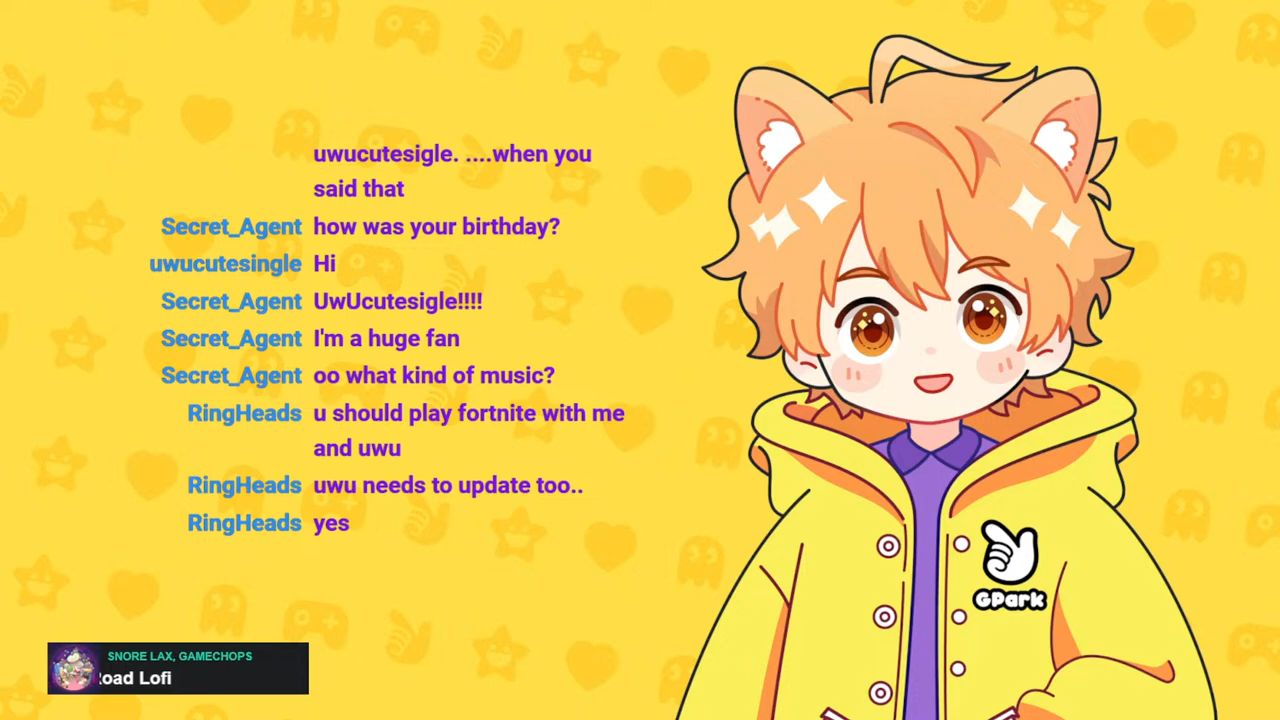 uwucutesigle. ....when you
said that
Secret_Agent how was your birthday?
uwucutesingle Hi
Secret_Agent UwUcutesigle!!!!
Secret_Agent I'm a huge fan
Secret_Agent oo what kind of music?
RingHeads u should play fortnite with me
and uwu
RingHeads uwu needs to update too..
RingHeads yes
GPark
SNORE LAX, GAMECHOPS
oad Lofi